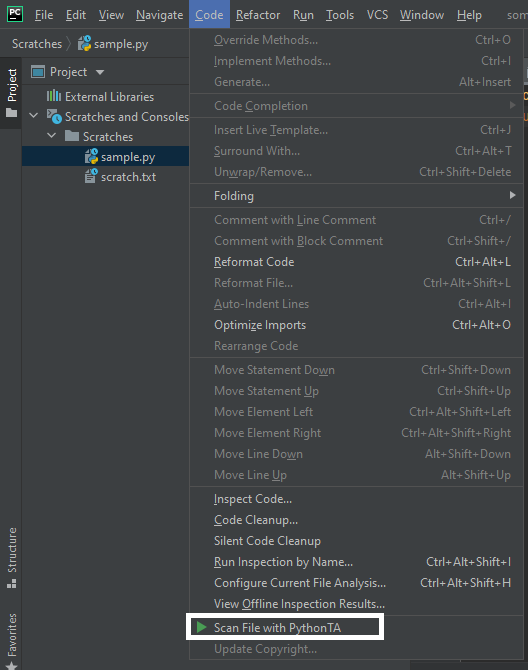 PC File Edit View Navigate Code Refactor Run Tools VCS Window Help som
Scratches sample.py
Project
Project
External Libraries
Scratches and Consoles
Scratches
sample.py
scratch.txt
Override Methods... Ctrl+O
Implement Methods... Ctrl+I
Generate... Alt+Insert
Code Completion
Insert Live Template... Ctrl+J
Surround With... Ctrl+Alt+T
Unwrap/Remove... Ctrl+Shift+Delete
Folding
Comment with Line Comment Ctrl+/
Comment with Block Comment Ctrl+Shift+/
Reformat Code Ctrl+Alt+L
Reformat File... Ctrl+Alt+Shift+L
Auto-Indent Lines Ctrl+Alt+I
Optimize Imports Ctrl+Alt+O
Rearrange Code
Move Statement Down Ctrl+Shift+Down
Move Statement Up Ctrl+Shift+Up
Move Element Left Ctrl+Alt+Shift+Left
Move Element Right Ctrl+Alt+Shift+Right
Move Line Down Alt+Shift+Down
Move Line Up Alt+Shift+Up
Inspect Code...
Code Cleanup...
Silent Code Cleanup
Run Inspection by Name... Ctrl+Alt+Shift+I
Configure Current File Analysis... Ctrl+Alt+Shift+H
View Offline Inspection Results...
Scan File with PythonTA
Update Copyright...
Structure
Favorites